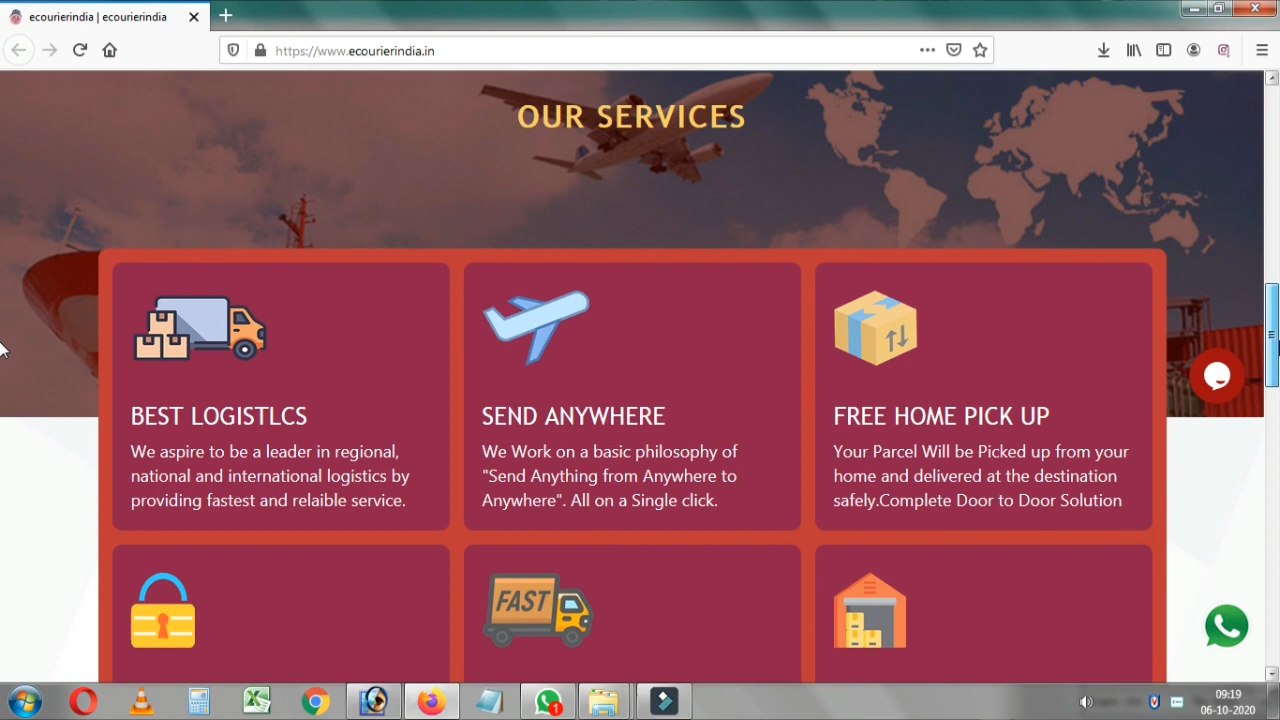 ecourierindia | ecourierindia
https://www.ecourierindia.in
OUR SERVICES
BEST LOGISTLCS
We aspire to be a leader in regional,
national and international logistics by
providing fastest and relaible service.
SEND ANYWHERE
We Work on a basic philosophy of
"Send Anything from Anywhere to
Anywhere". All on a Single click.
FREE HOME PICK UP
Your Parcel Will be Picked up from your
home and delivered at the destination
safely.Complete Door to Door Solution
FAST
1
09:19
06-10-2020